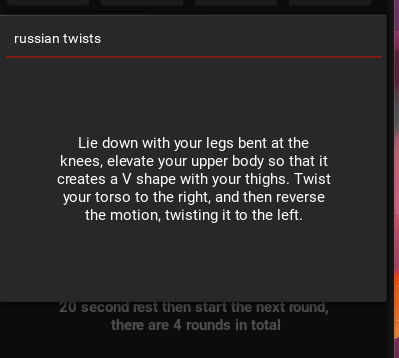 russian twists
Lie down with your legs bent at the
knees, elevate your upper body so that it
creates a V shape with your thighs. Twist
your torso to the right, and then reverse
the motion, twisting it to the left.
20 second rest then start the next round,
there are 4 rounds in total